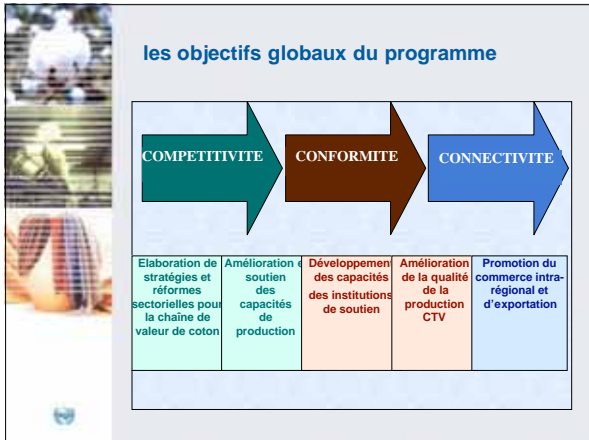 les objectifs globaux du programme
COMPETITIVITE
CONFORMITE
CONNECTIVITE
Elaboration de
stratégies et
réformes
sectorielles pour
la chaîne de
valeur de coton
Amélioration e
soutien
des
capacités
de
production
Développemen
des capacités
des institutions
de soutien
Amélioration
de la qualité
de la
production
CTV
Promotion du
commerce intra-
régional et
d'exportation